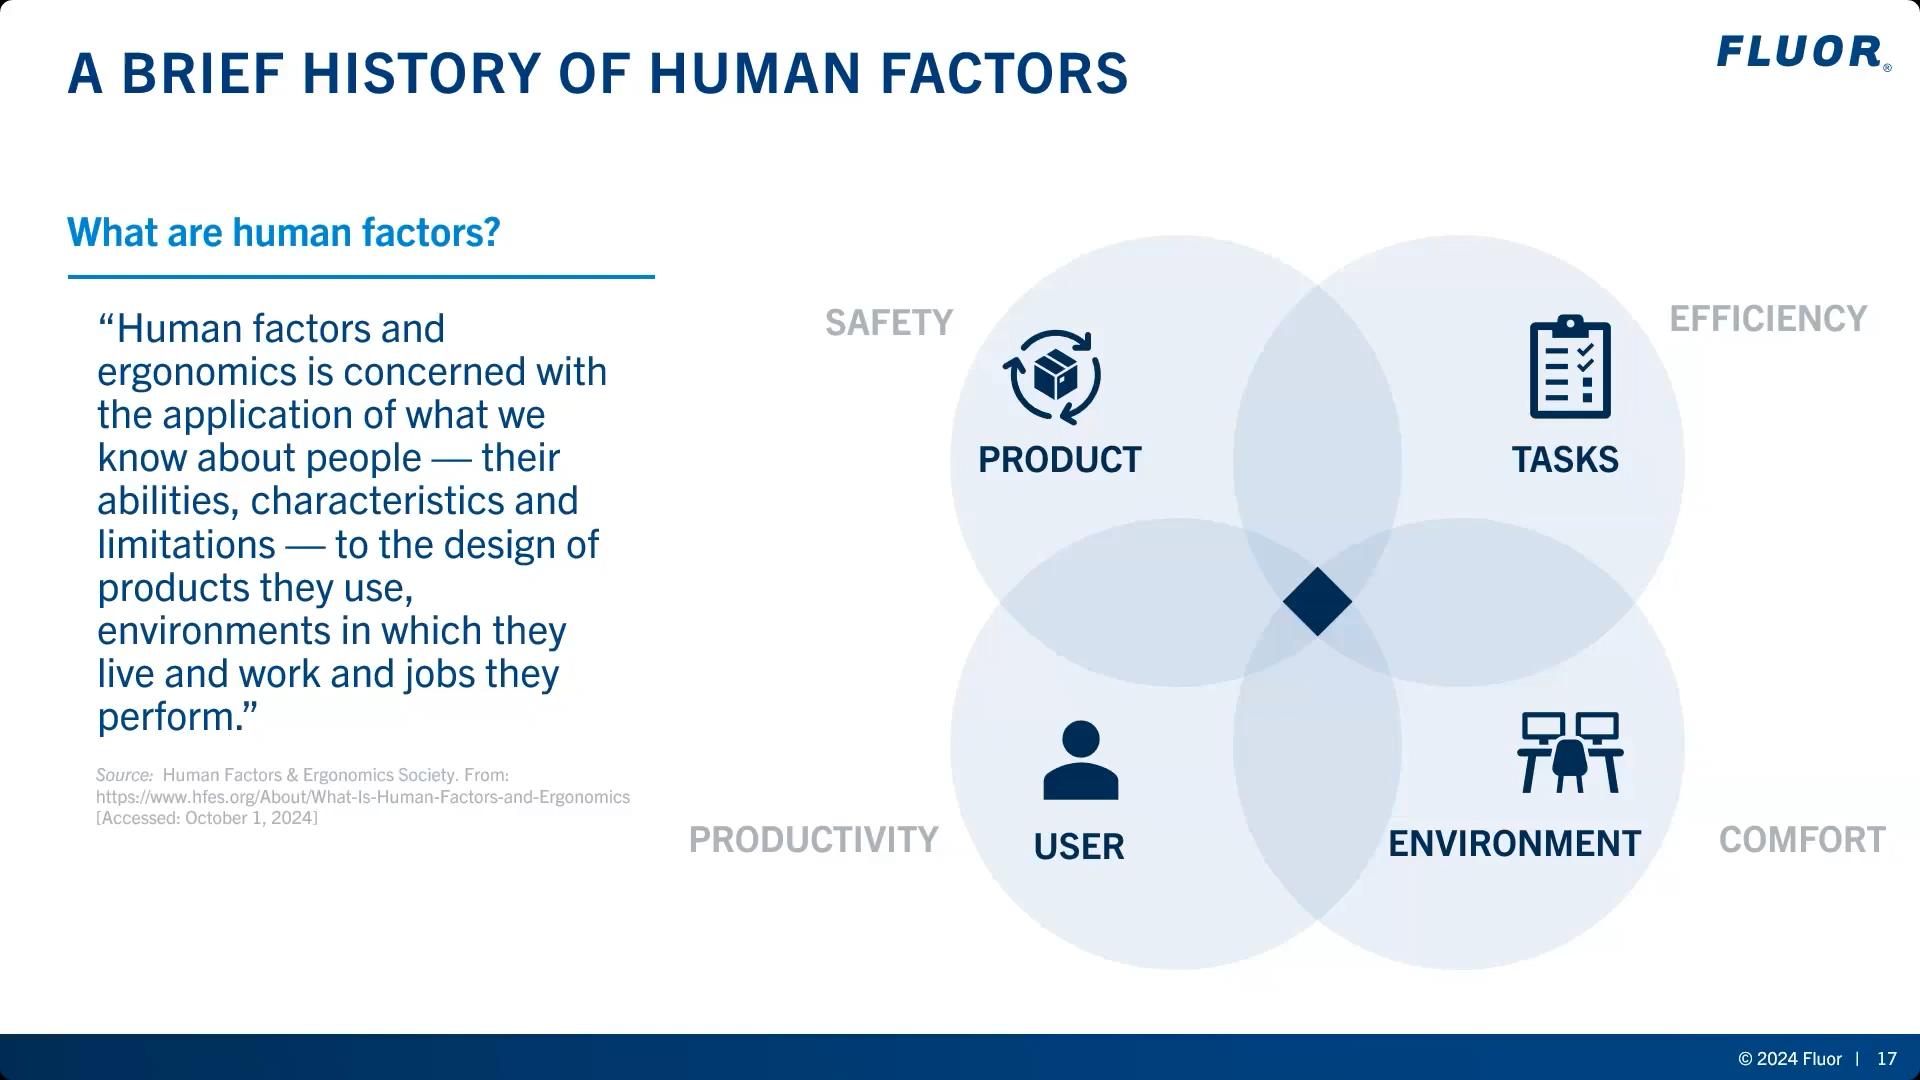 A BRIEF HISTORY OF HUMAN FACTORS
FLUOR®
What are human factors?
“Human factors and
ergonomics is concerned with
the application of what we
know about people — their
abilities, characteristics and
limitations — to the design of
products they use,
environments in which they
live and work and jobs they
perform.”
Source: Human Factors & Ergonomics Society. From:
https://www.hfes.org/About/What-Is-Human-Factors-and-Ergonomics
[Accessed: October 1, 2024]
SAFETY
EFFICIENCY
PRODUCT
TASKS
PRODUCTIVITY
USER
ENVIRONMENT
COMFORT
© 2024 Fluor | 17